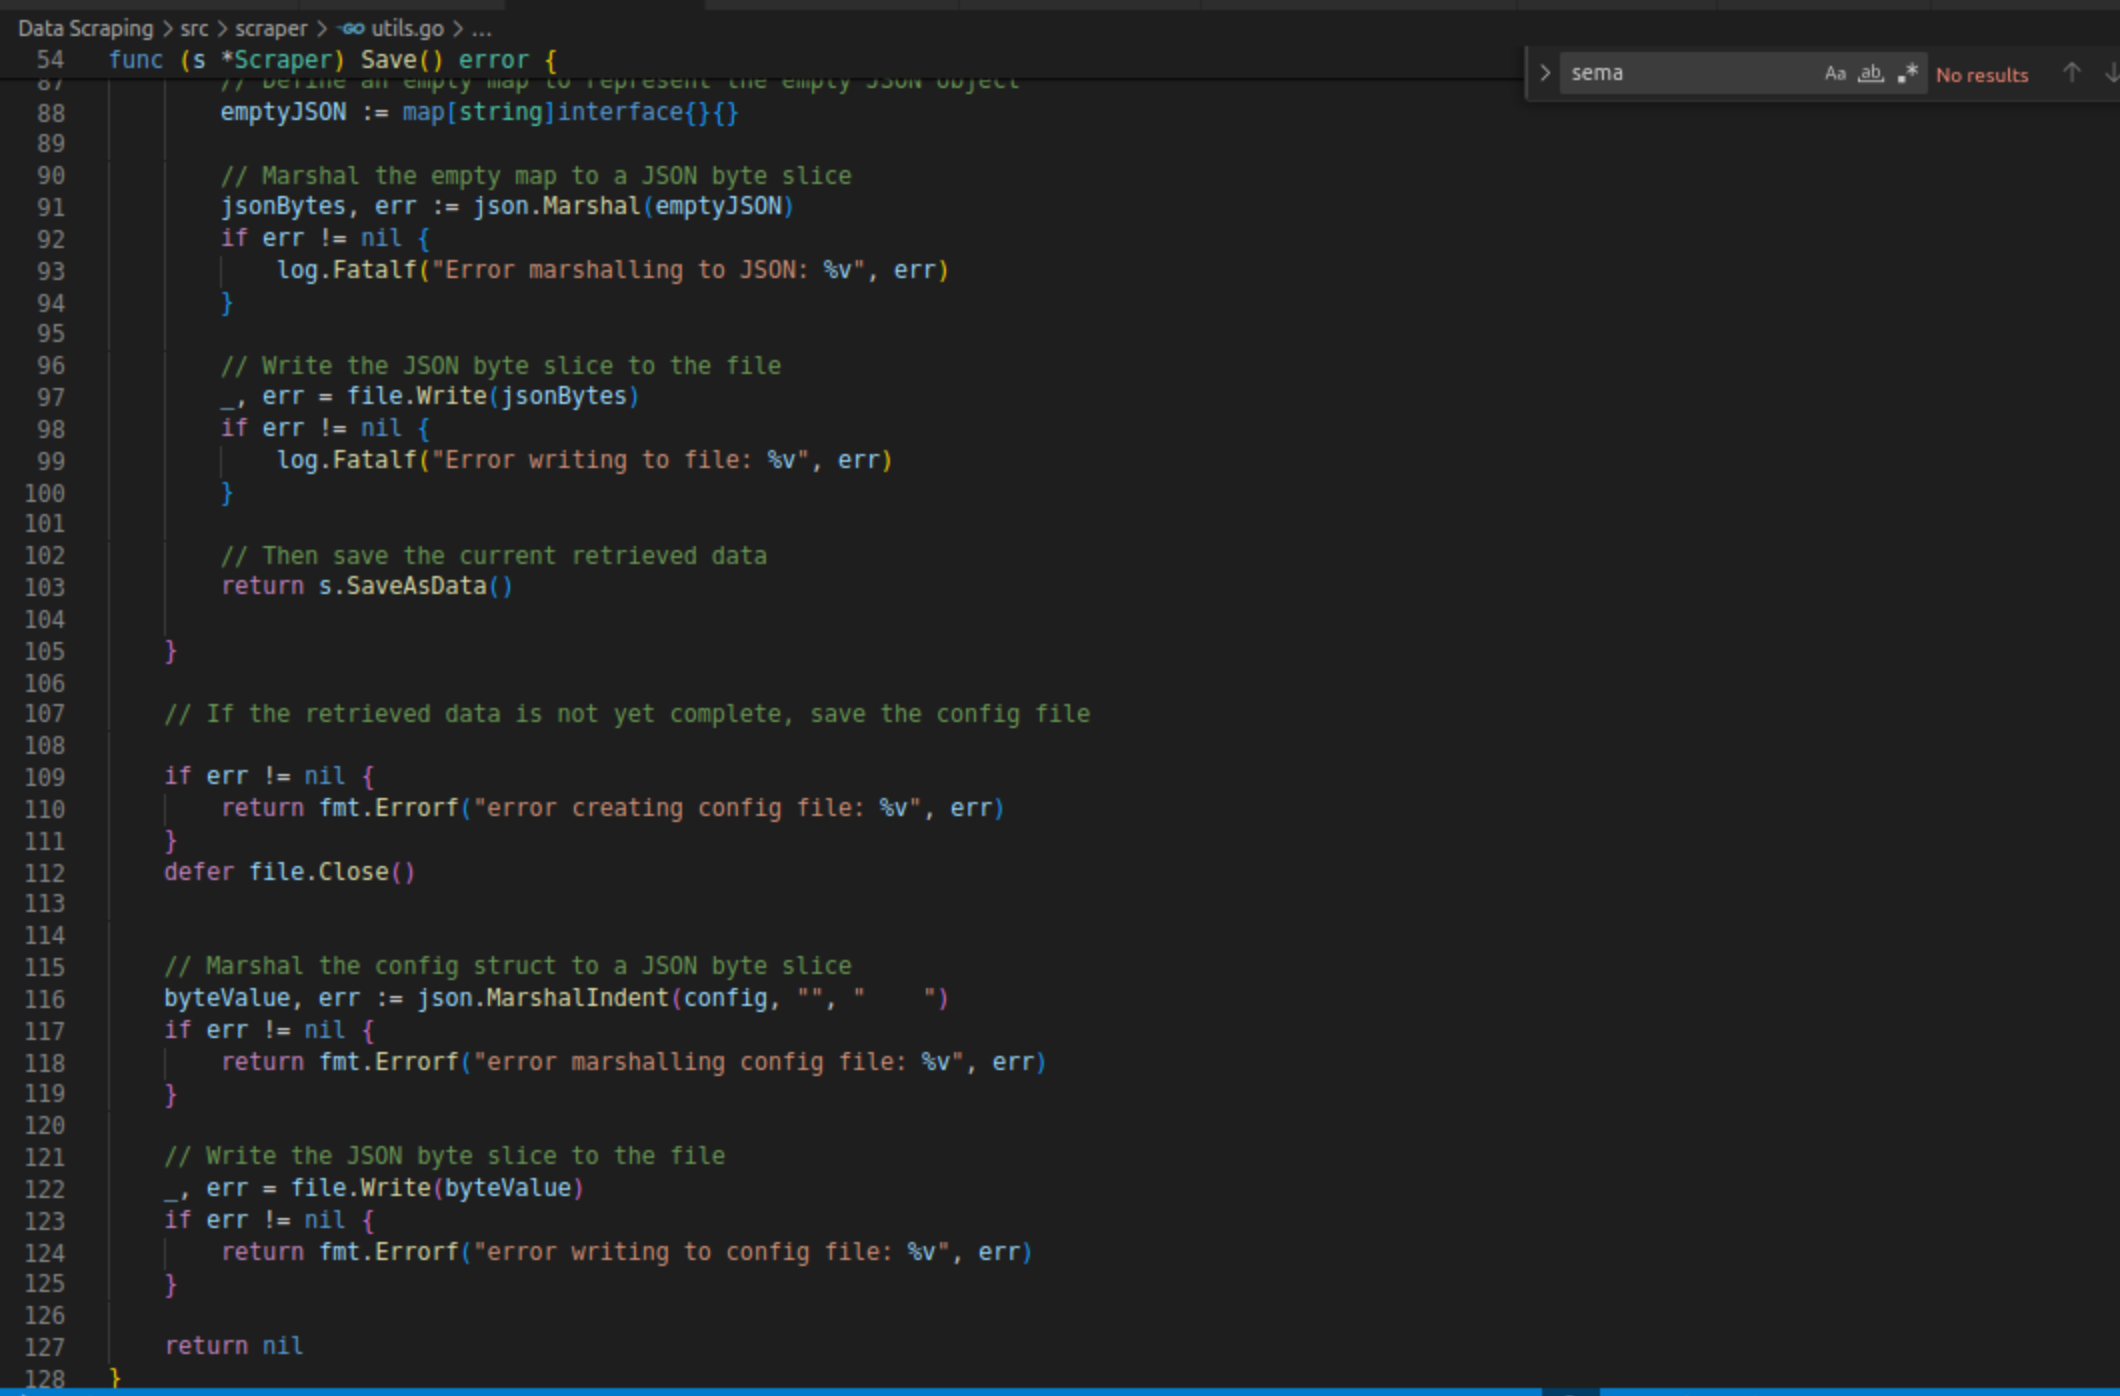 Data Scraping > src > scraper > utils.go > ...
54 func (s *Scraper) Save() error {
sema Aa ab .* No results
87 // Define an empty map to represent the empty JSON object
88 emptyJSON := map[string]interface{}{}
89
90 // Marshal the empty map to a JSON byte slice
91 jsonBytes, err := json.Marshal(emptyJSON)
92 if err != nil {
93 log.Fatalf("Error marshalling to JSON: %v", err)
94 }
95
96 // Write the JSON byte slice to the file
97 _, err = file.Write(jsonBytes)
98 if err != nil {
99 log.Fatalf("Error writing to file: %v", err)
100 }
101
102 // Then save the current retrieved data
103 return s.SaveAsData()
104
105 }
106
107 // If the retrieved data is not yet complete, save the config file
108
109 if err != nil {
110 return fmt.Errorf("error creating config file: %v", err)
111 }
112 defer file.Close()
113
114
115 // Marshal the config struct to a JSON byte slice
116 byteValue, err := json.MarshalIndent(config, "", "    ")
117 if err != nil {
118 return fmt.Errorf("error marshalling config file: %v", err)
119 }
120
121 // Write the JSON byte slice to the file
122 _, err = file.Write(byteValue)
123 if err != nil {
124 return fmt.Errorf("error writing to config file: %v", err)
125 }
126
127 return nil
128 }